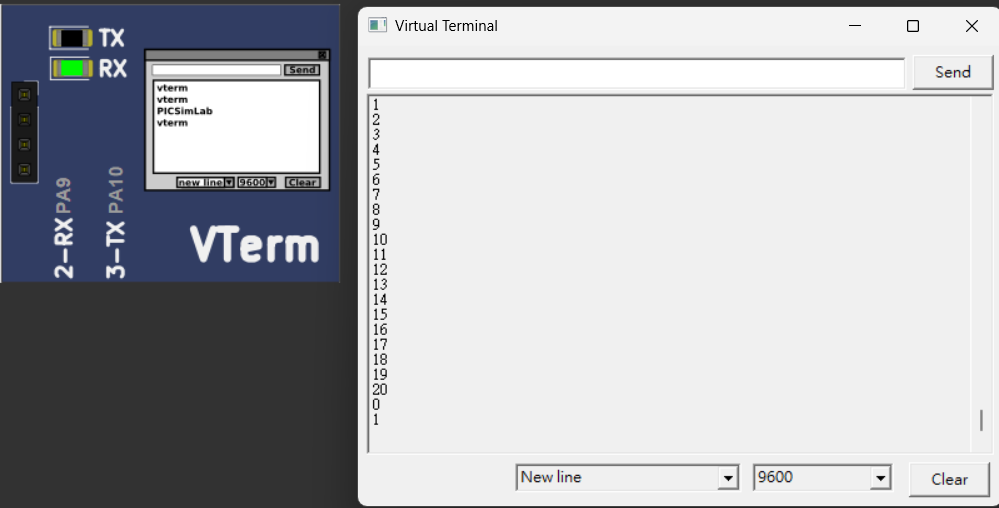 TX
RX
Send
vterm
vterm
PICSimLab
vterm
new line
9600
Clear
2-RX PA9
3-TX PA10
VTerm
Virtual Terminal
Send
1
2
3
4
5
6
7
8
9
10
11
12
13
14
15
16
17
18
19
20
0
1
New line
9600
Clear